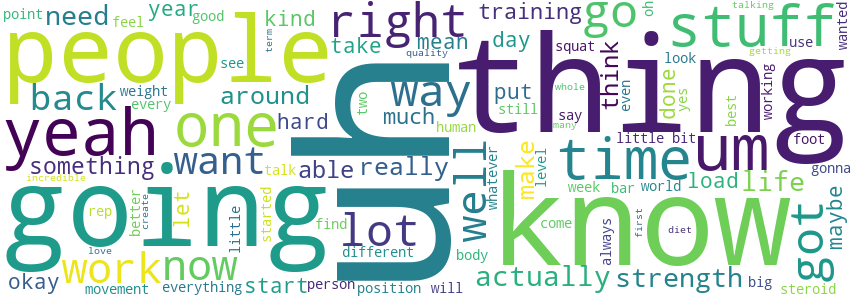 point
need
year
good
kind
feel
oh
right
training
go
stuff
talking
wanted
people
see
term
take
mean
day
squat
think
done
look
use
getting
quality
back
weight
every
around
two
way
much
put
still
thing
whole
many
say
even
yes
best
working
yeah
one
hard
uh
human
well
time
little bit
um
foot
gonna
something
want
able
really
whatever
make
level
incredible
talk
week
bar
world
load
life
going
rep
better
create
let
little
started
find
lot
different
know
come
always
first
diet
got
maybe
love
work
now
body
okay
movement
everything
start
person
position
will
actually
strength
big
steroid